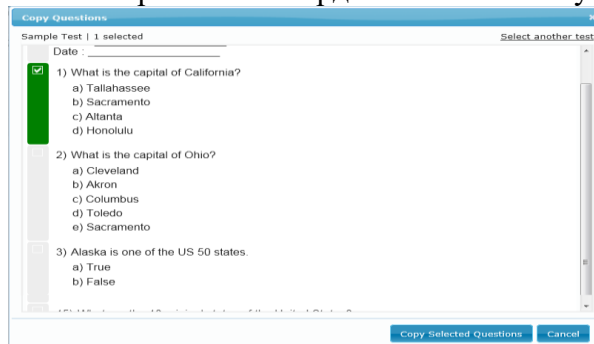 Copy Questions
Sample Test | 1 selected Select another test
Date :
1) What is the capital of California?
a) Tallahassee
b) Sacramento
c) Altanta
d) Honolulu
2) What is the capital of Ohio?
a) Cleveland
b) Akron
c) Columbus
d) Toledo
e) Sacramento
3) Alaska is one of the US 50 states.
a) True
b) False
Copy Selected Questions Cancel